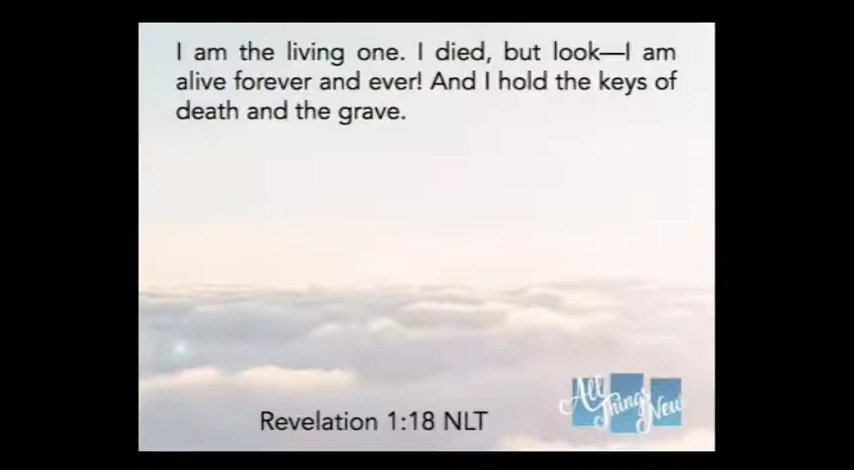 I am the living one. I died, but look—I am
alive forever and ever! And I hold the keys of
death and the grave.
Revelation 1:18 NLT
All
Things
New